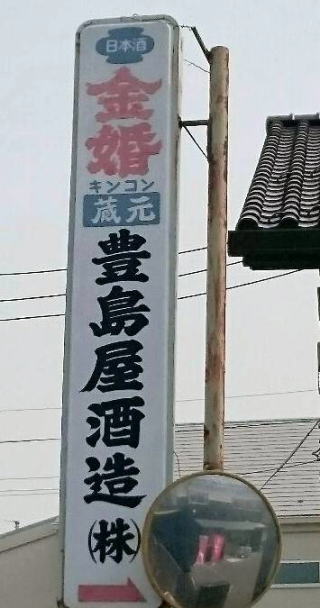 日本酒
金婚
キンコン
蔵元
豊島屋酒造㈱